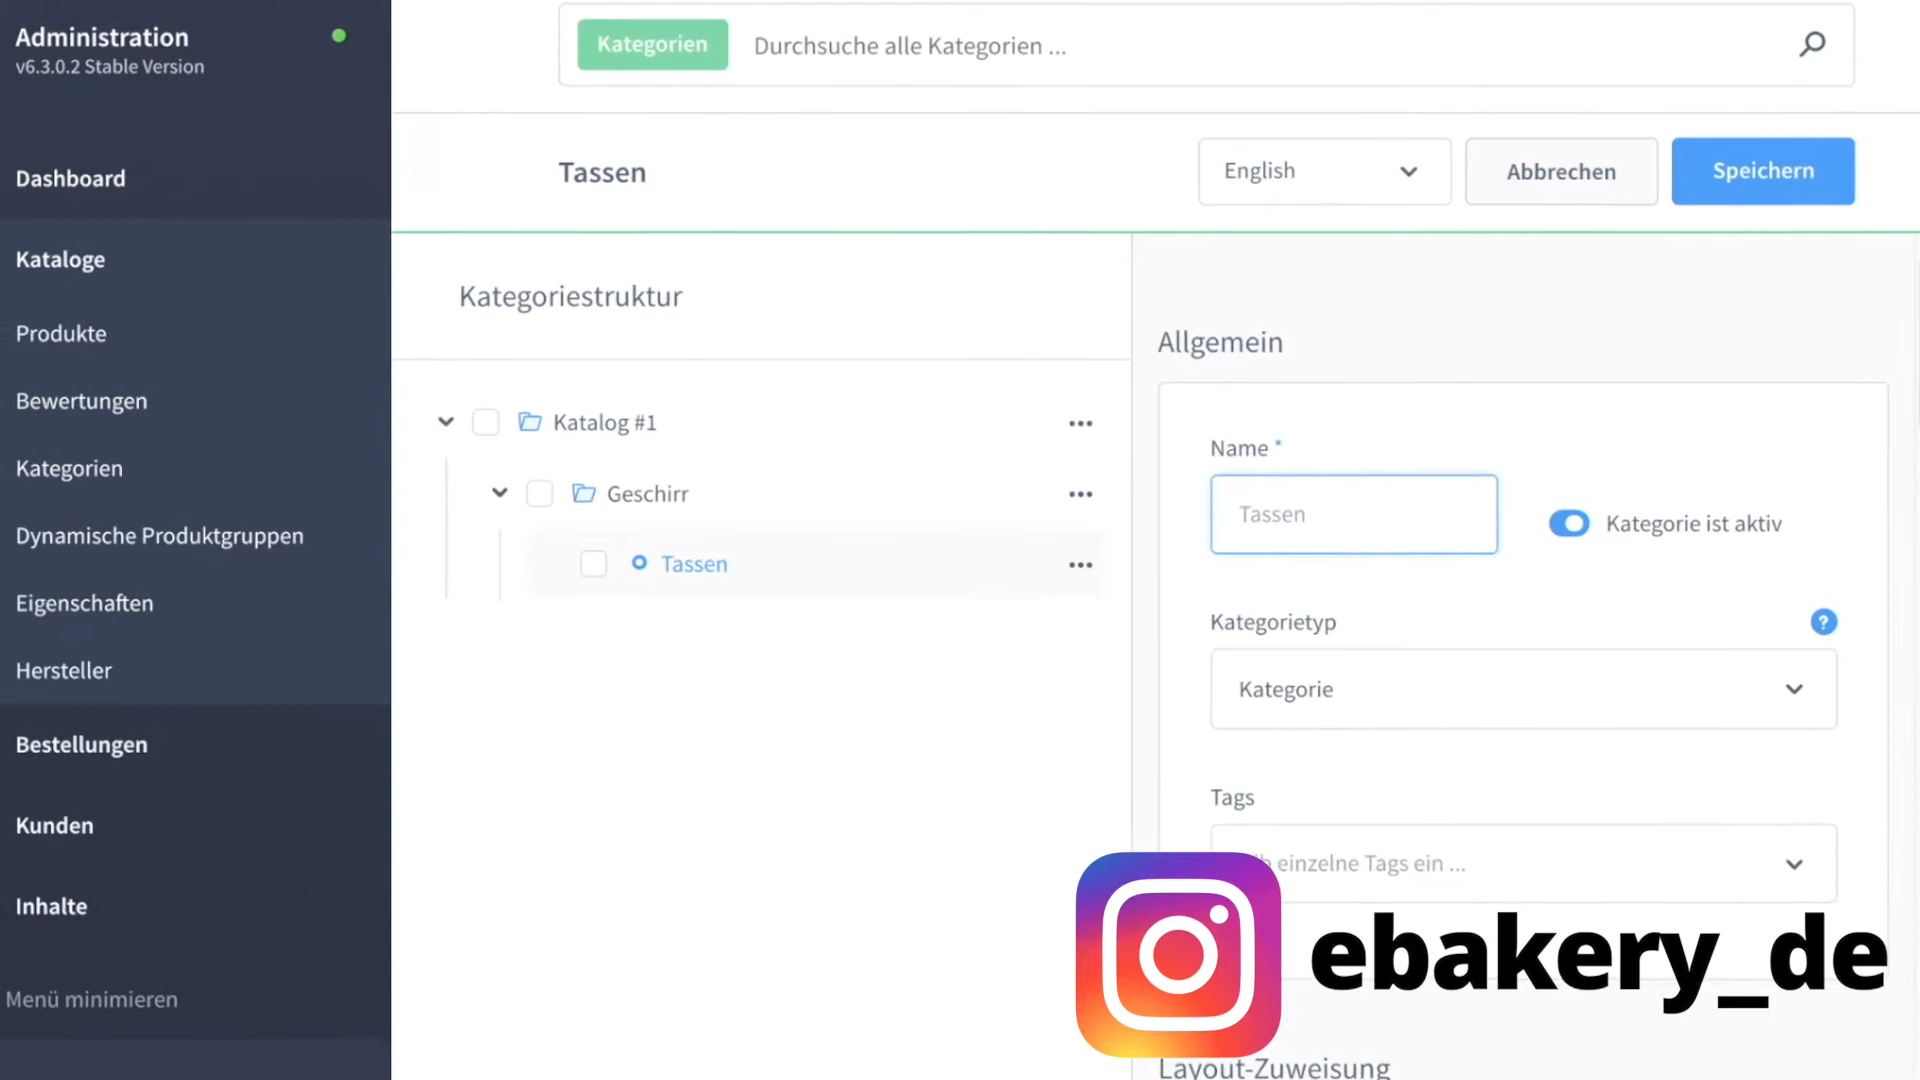 Administration
v6.3.0.2 Stable Version
Dashboard
Kataloge
Produkte
Bewertungen
Kategorien
Dynamische Produktgruppen
Eigenschaften
Hersteller
Bestellungen
Kunden
Inhalte
Menü minimieren
Kategorien
Durchsuche alle Kategorien ...
Tassen
English
Abbrechen
Speichern
Kategoriestruktur
Katalog #1
Geschirr
Tassen
Allgemein
Name *
Tassen
Kategorie ist aktiv
Kategorietyp
?
Kategorie
Tags
einzelne Tags ein ...
ebakery_de
Layout-Zuweisung